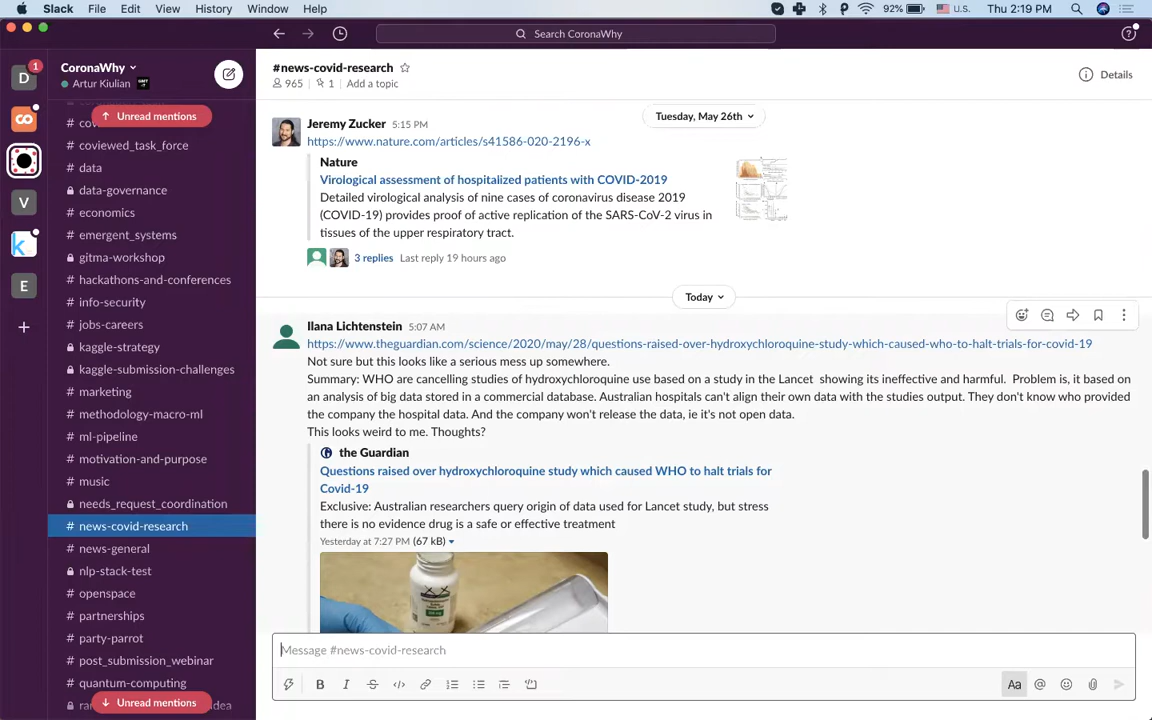 Slack File Edit View History Window Help 92% U.S. Thu 2:19 PM
Search CoronaWhy
D 1
V
k
E
CoronaWhy
Artur Kiulian
Unread mentions
# coviewed_task_force
# data
data-governance
# economics
# emergent_systems
gitma-workshop
# hackathons-and-conferences
# info-security
# jobs-careers
# kaggle-strategy
# kaggle-submission-challenges
# marketing
# methodology-macro-ml
# ml-pipeline
# motivation-and-purpose
# music
needs_request_coordination
# news-covid-research
# news-general
nlp-stack-test
# openspace
# partnerships
# party-parrot
# post_submission_webinar
# quantum-computing
Unread mentions
#news-covid-research
965 1 Add a topic
Details
Tuesday, May 26th
Jeremy Zucker 5:15 PM
https://www.nature.com/articles/s41586-020-2196-x
Nature
Virological assessment of hospitalized patients with COVID-2019
Detailed virological analysis of nine cases of coronavirus disease 2019
(COVID-19) provides proof of active replication of the SARS-CoV-2 virus in
tissues of the upper respiratory tract.
3 replies Last reply 19 hours ago
Today
Ilana Lichtenstein 5:07 AM
https://www.theguardian.com/science/2020/may/28/questions-raised-over-hydroxychloroquine-study-which-caused-who-to-halt-trials-for-covid-19
Not sure but this looks like a serious mess up somewhere.
Summary: WHO are cancelling studies of hydroxychloroquine use based on a study in the Lancet showing its ineffective and harmful. Problem is, it based on
an analysis of big data stored in a commercial database. Australian hospitals can't align their own data with the studies output. They don't know who provided
the company the hospital data. And the company won't release the data, ie it's not open data.
This looks weird to me. Thoughts?
the Guardian
Questions raised over hydroxychloroquine study which caused WHO to halt trials for
Covid-19
Exclusive: Australian researchers query origin of data used for Lancet study, but stress
there is no evidence drug is a safe or effective treatment
Yesterday at 7:27 PM (67 kB)
Message #news-covid-research
B I S </> Aa @